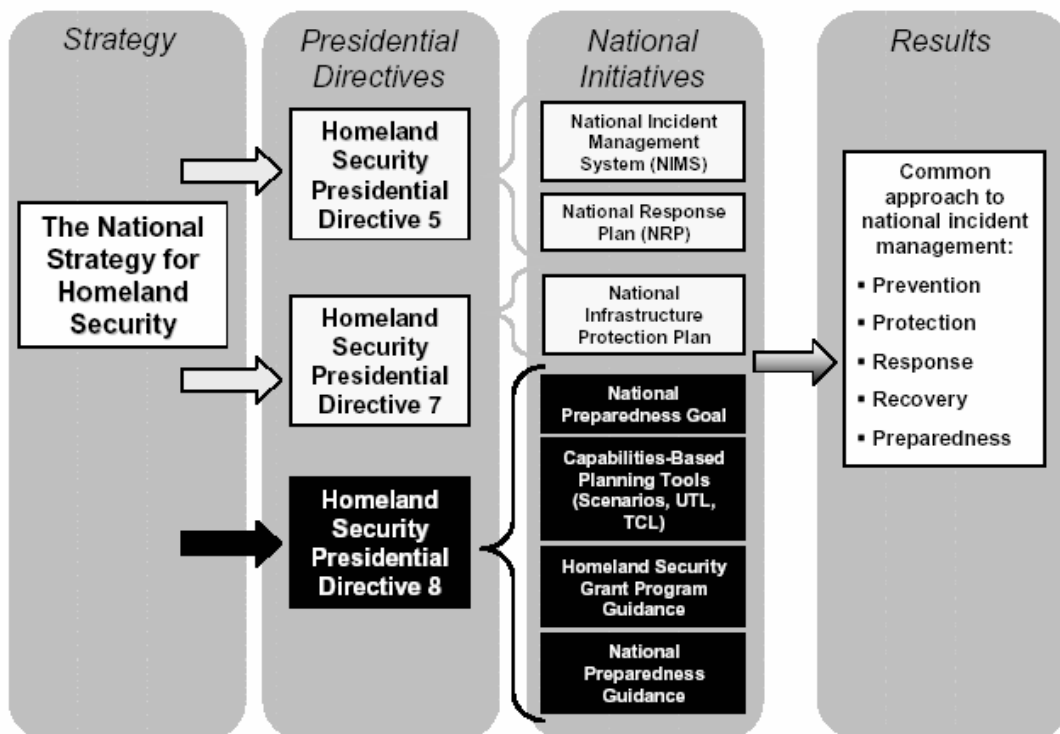 Strategy
The National
Strategy for
Homeland
Security
Presidential
Directives
Homeland
Security
Presidential
Directive 5
Homeland
Security
Presidential
Directive 7
Homeland
Security
Presidential
Directive 8
National
Initiatives
National Incident
Management
System (NIMS)
National Response
Plan (NRP)
National
Infrastructure
Protection Plan
National
Preparedness Goal
Capabilities-Based
Planning Tools
(Scenarios, UTL,
TCL)
Homeland Security
Grant Program
Guidance
National
Preparedness
Guidance
Results
Common
approach to
national incident
management:
▪ Prevention
▪ Protection
▪ Response
▪ Recovery
▪ Preparedness